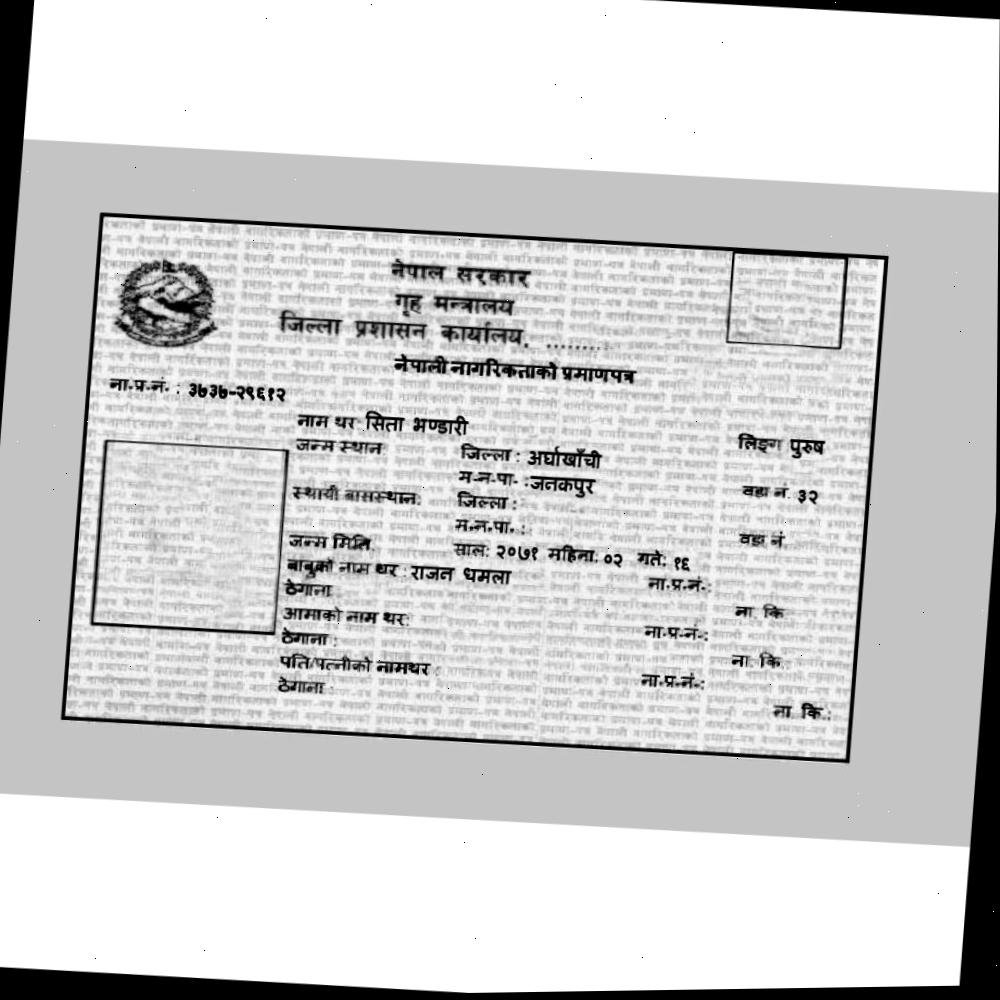 नेपाल सरकार
गृह मन्त्रालय
जिल्ला प्रशासन कार्यालय, .........
नेपाली नागरिकताको प्रमाणपत्र
ना.प्र.नं. : ३७३७-२९६१२
नाम थर सिता भण्डारी लिङ्ग पुरुष
जन्म स्थान जिल्ला : अर्घाखाँची
म.न.पा. :जनकपुर वडा नं. ३२
स्थायी बासस्थान: जिल्ला :
म.न.पा. : वडा नं
जन्म मिति: साल: २०७१ महिना: ०२ गते: १६
बाबुको नाम थर : राजन धमला ना.प्र.नं.:
ठेगाना : ना. कि
आमाको नाम थर: ना.प्र.नं.:
ठेगाना : ना. कि.:
पति/पत्नीको नामथर : ना.प्र.नं.:
ठेगाना : ना. कि.: